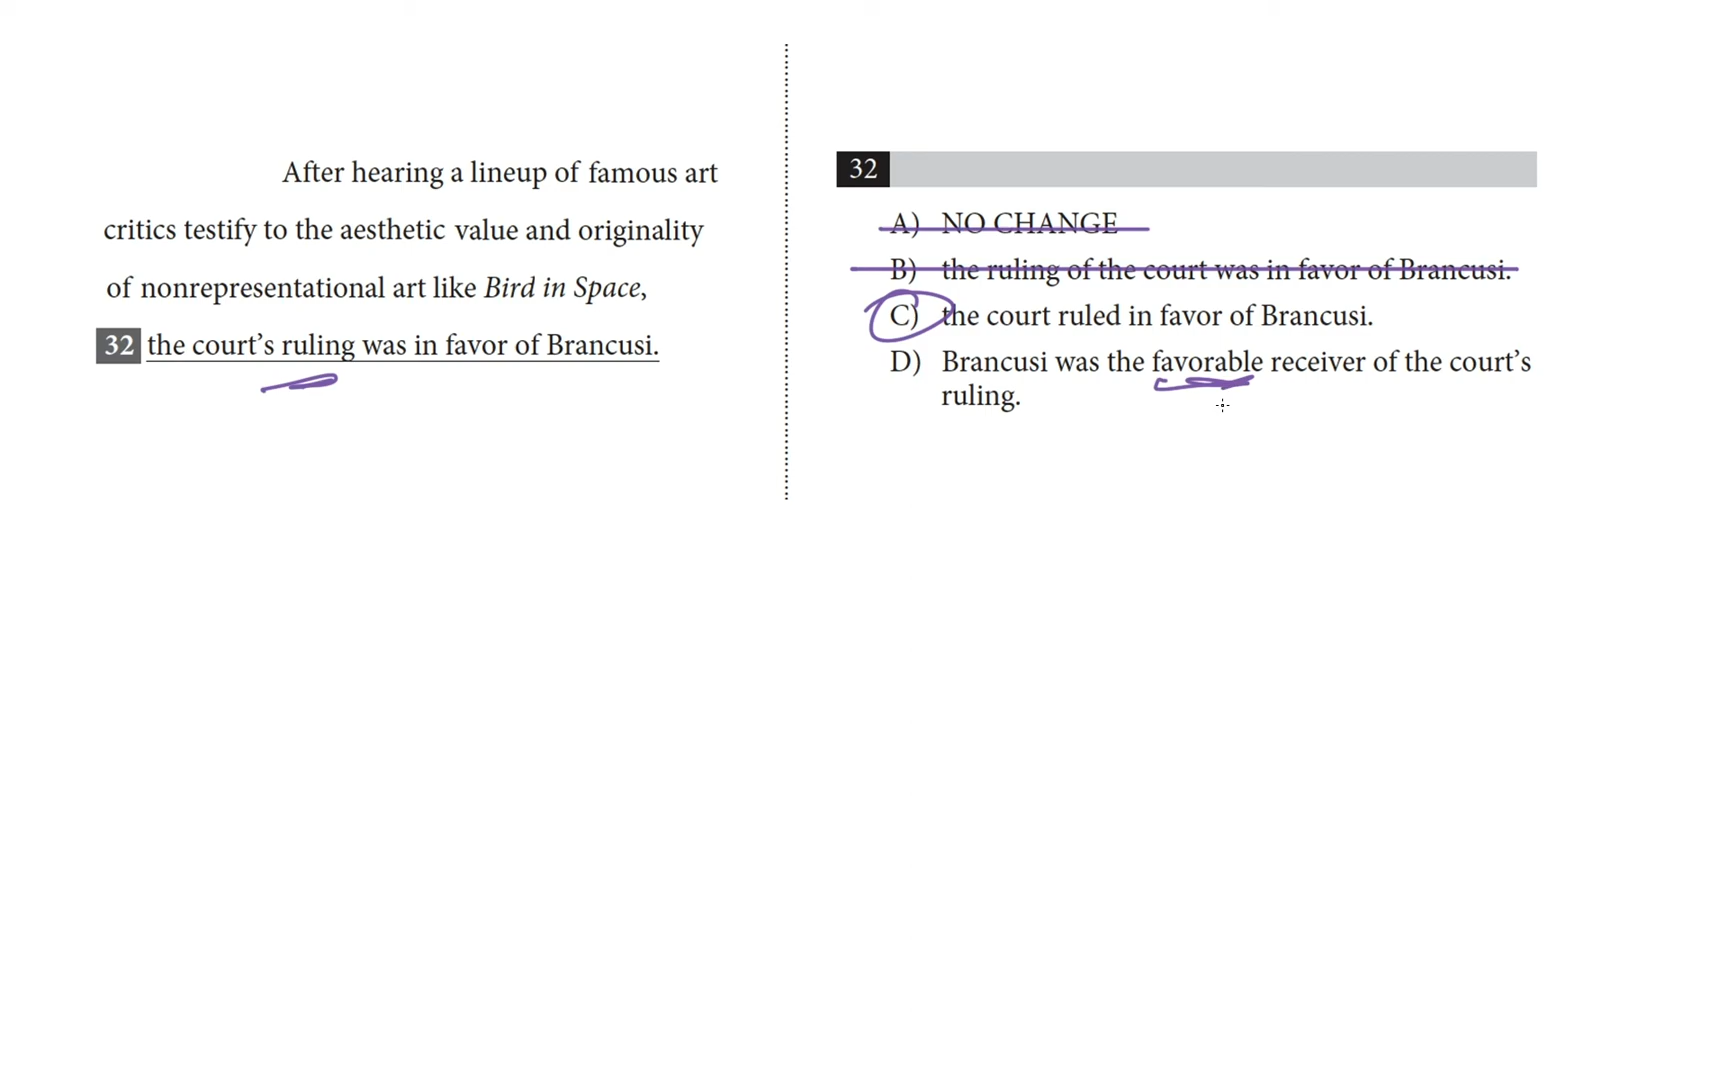 After hearing a lineup of famous art
critics testify to the aesthetic value and originality
of nonrepresentational art like Bird in Space,
32 the court’s ruling was in favor of Brancusi.
32
A) NO CHANGE
B) the ruling of the court was in favor of Brancusi.
C) the court ruled in favor of Brancusi.
D) Brancusi was the favorable receiver of the court’s
ruling.